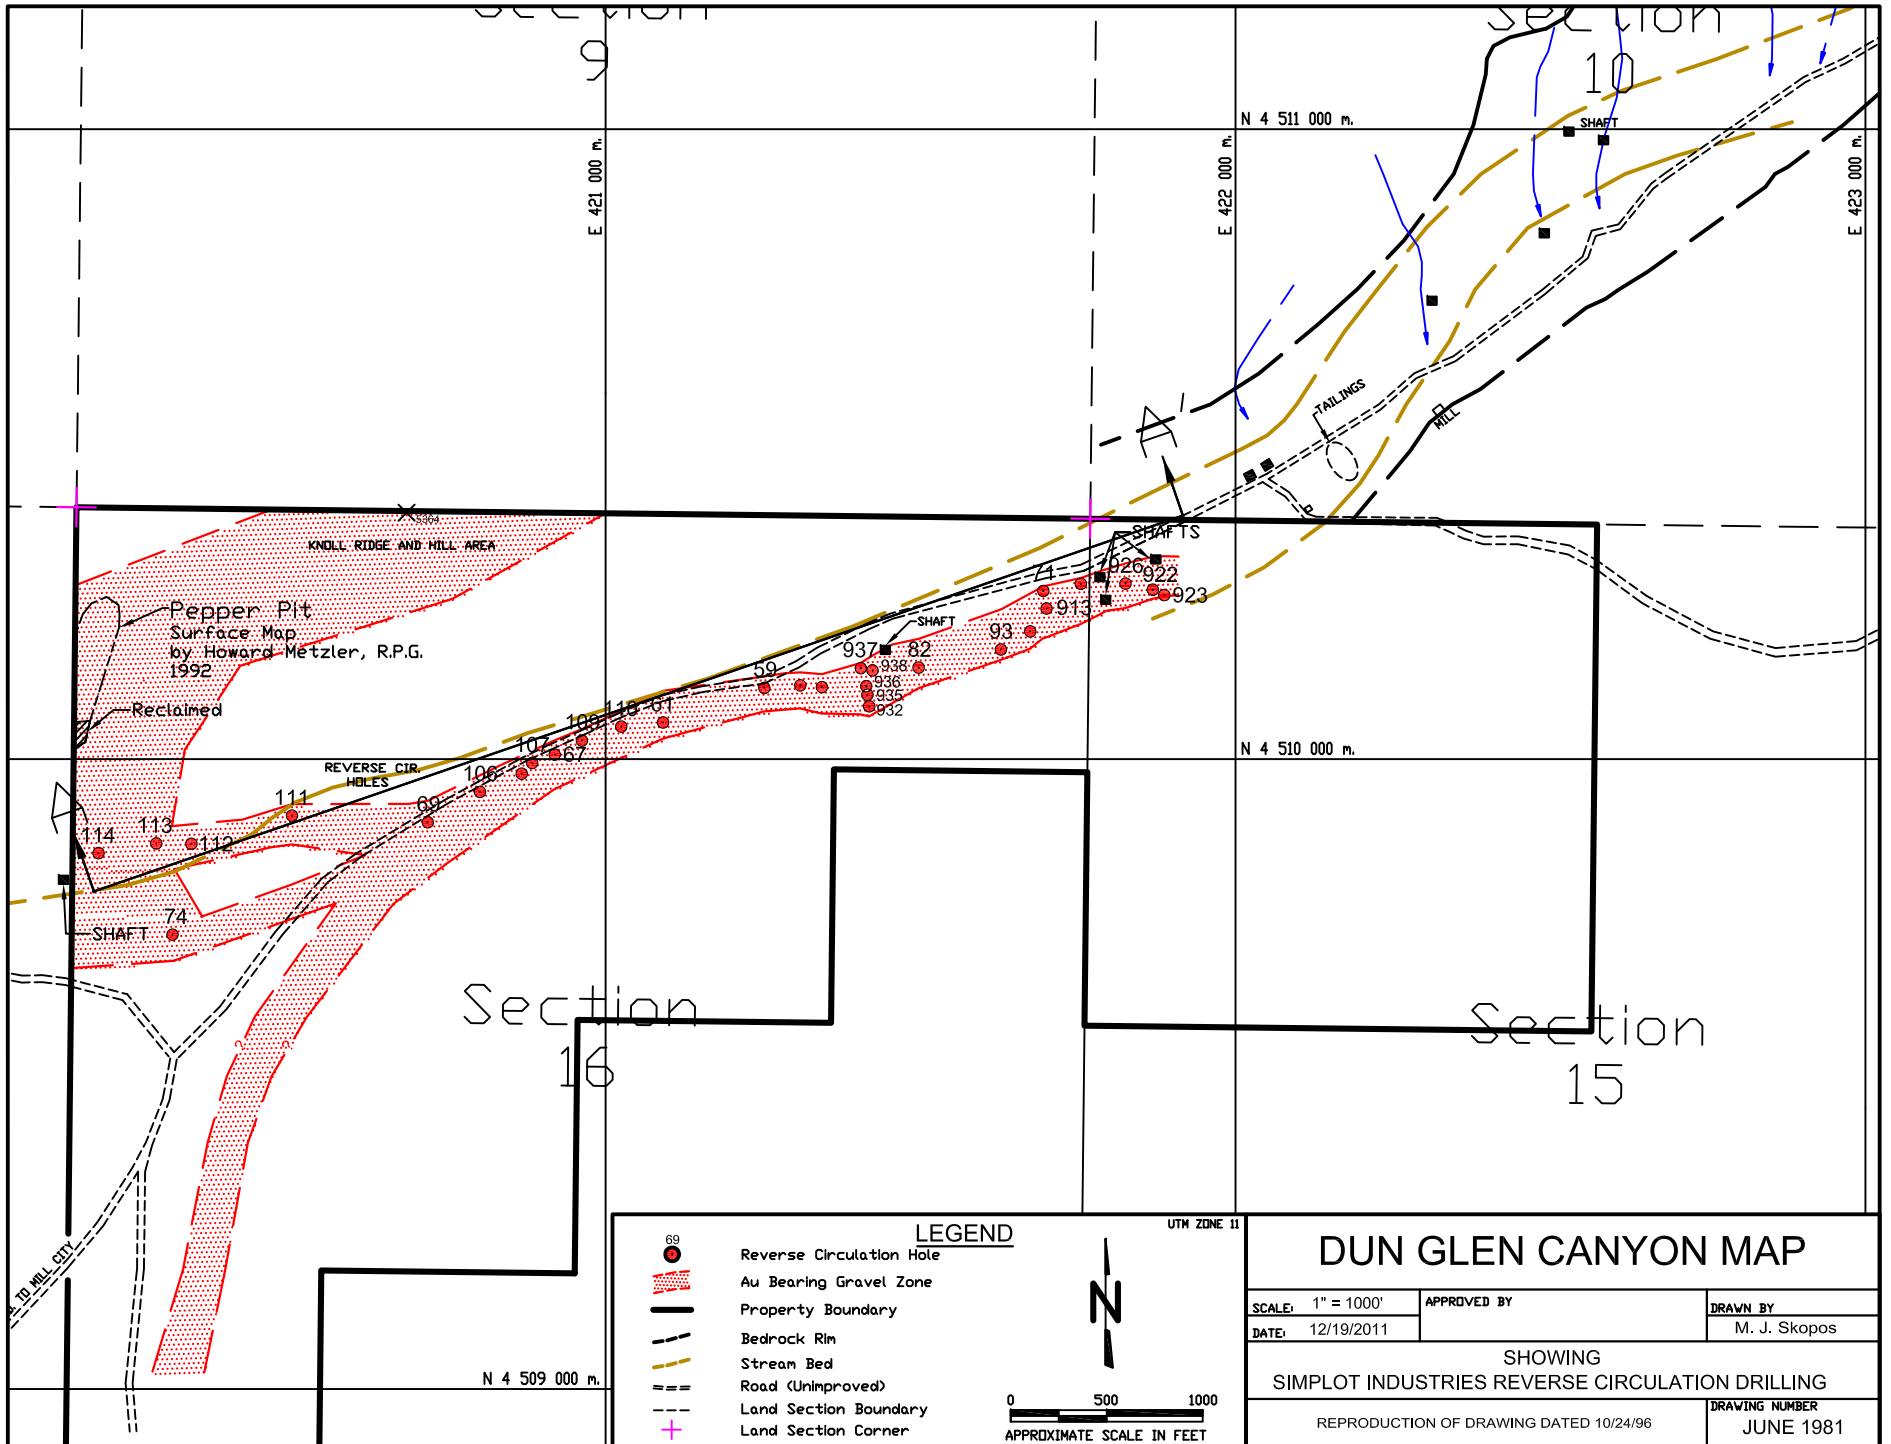 Section
9
Section
10
N 4 511 000 m.
SHAFT
E 421 000 m.
E 422 000 m.
E 423 000 m.
A'
TAILINGS
MILL
5364
KNOLL RIDGE AND HILL AREA
SHAFTS
71
926
922
923
913
Pepper Pit
Surface Map
by Howard Metzler, R.P.G.
1992
SHAFT
93
937
82
938
936
935
932
59
Reclaimed
61
110
109
107
67
N 4 510 000 m.
REVERSE CIR.
HOLES
106
A
111
69
114
113
112
74
SHAFT
Section
16
Section
15
?
?
TO MILL CITY
N 4 509 000 m.
LEGEND
UTM ZONE 11
69
Reverse Circulation Hole
Au Bearing Gravel Zone
Property Boundary
Bedrock Rim
Stream Bed
Road (Unimproved)
Land Section Boundary
Land Section Corner
N
0 500 1000
APPROXIMATE SCALE IN FEET
DUN GLEN CANYON MAP
SCALE: 1" = 1000'
APPROVED BY
DRAWN BY
DATE: 12/19/2011
M. J. Skopos
SHOWING
SIMPLOT INDUSTRIES REVERSE CIRCULATION DRILLING
REPRODUCTION OF DRAWING DATED 10/24/96
DRAWING NUMBER
JUNE 1981